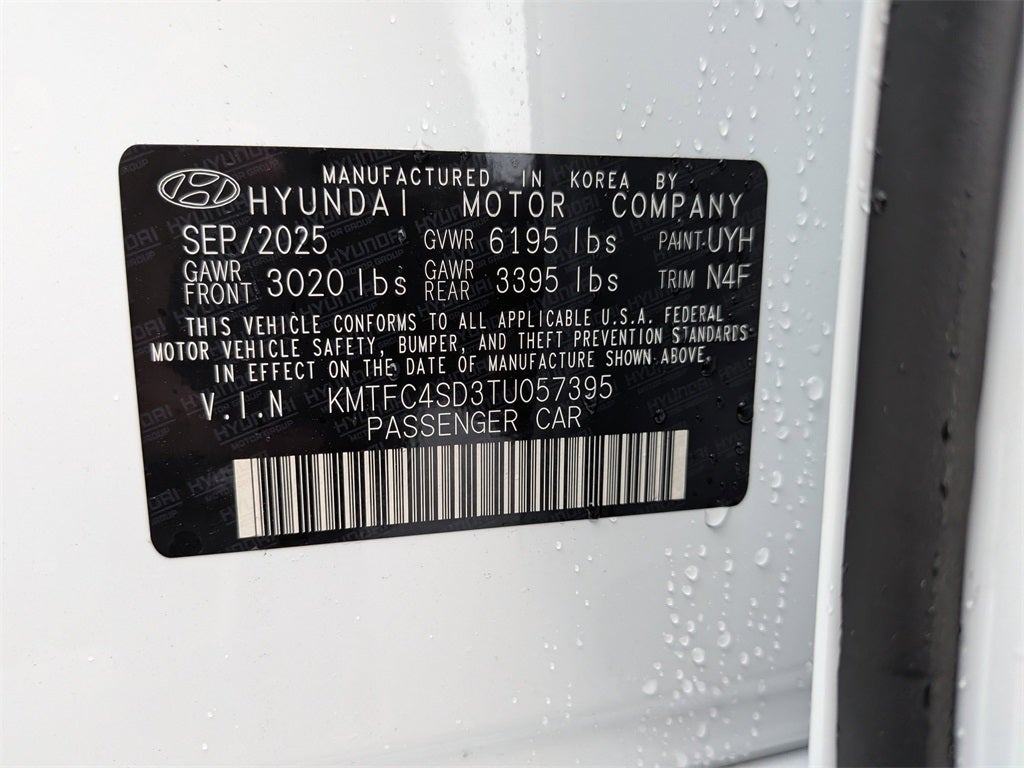 MANUFACTURED IN KOREA BY
HYUNDAI MOTOR COMPANY
SEP/2025 GVWR 6195 lbs PAINT UYH
GAWR FRONT 3020 lbs GAWR REAR 3395 lbs TRIM N4F
THIS VEHICLE CONFORMS TO ALL APPLICABLE U.S.A. FEDERAL
MOTOR VEHICLE SAFETY, BUMPER, AND THEFT PREVENTION STANDARDS
IN EFFECT ON THE DATE OF MANUFACTURE SHOWN ABOVE.
V.I.N KMTFC4SD3TU057395
PASSENGER CAR